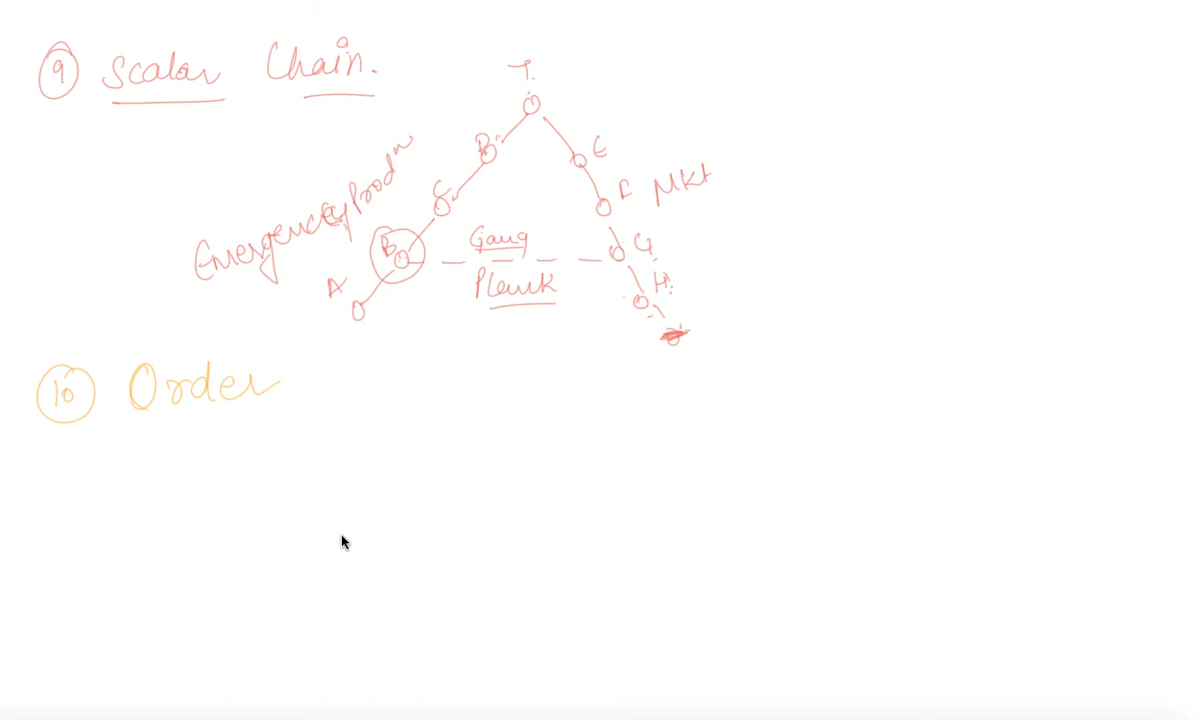 9 Scalar Chain.
T.
B
E
C
F Mkt
Emergency Prodn
B
Gang
G
Plank
A
H
10 Order